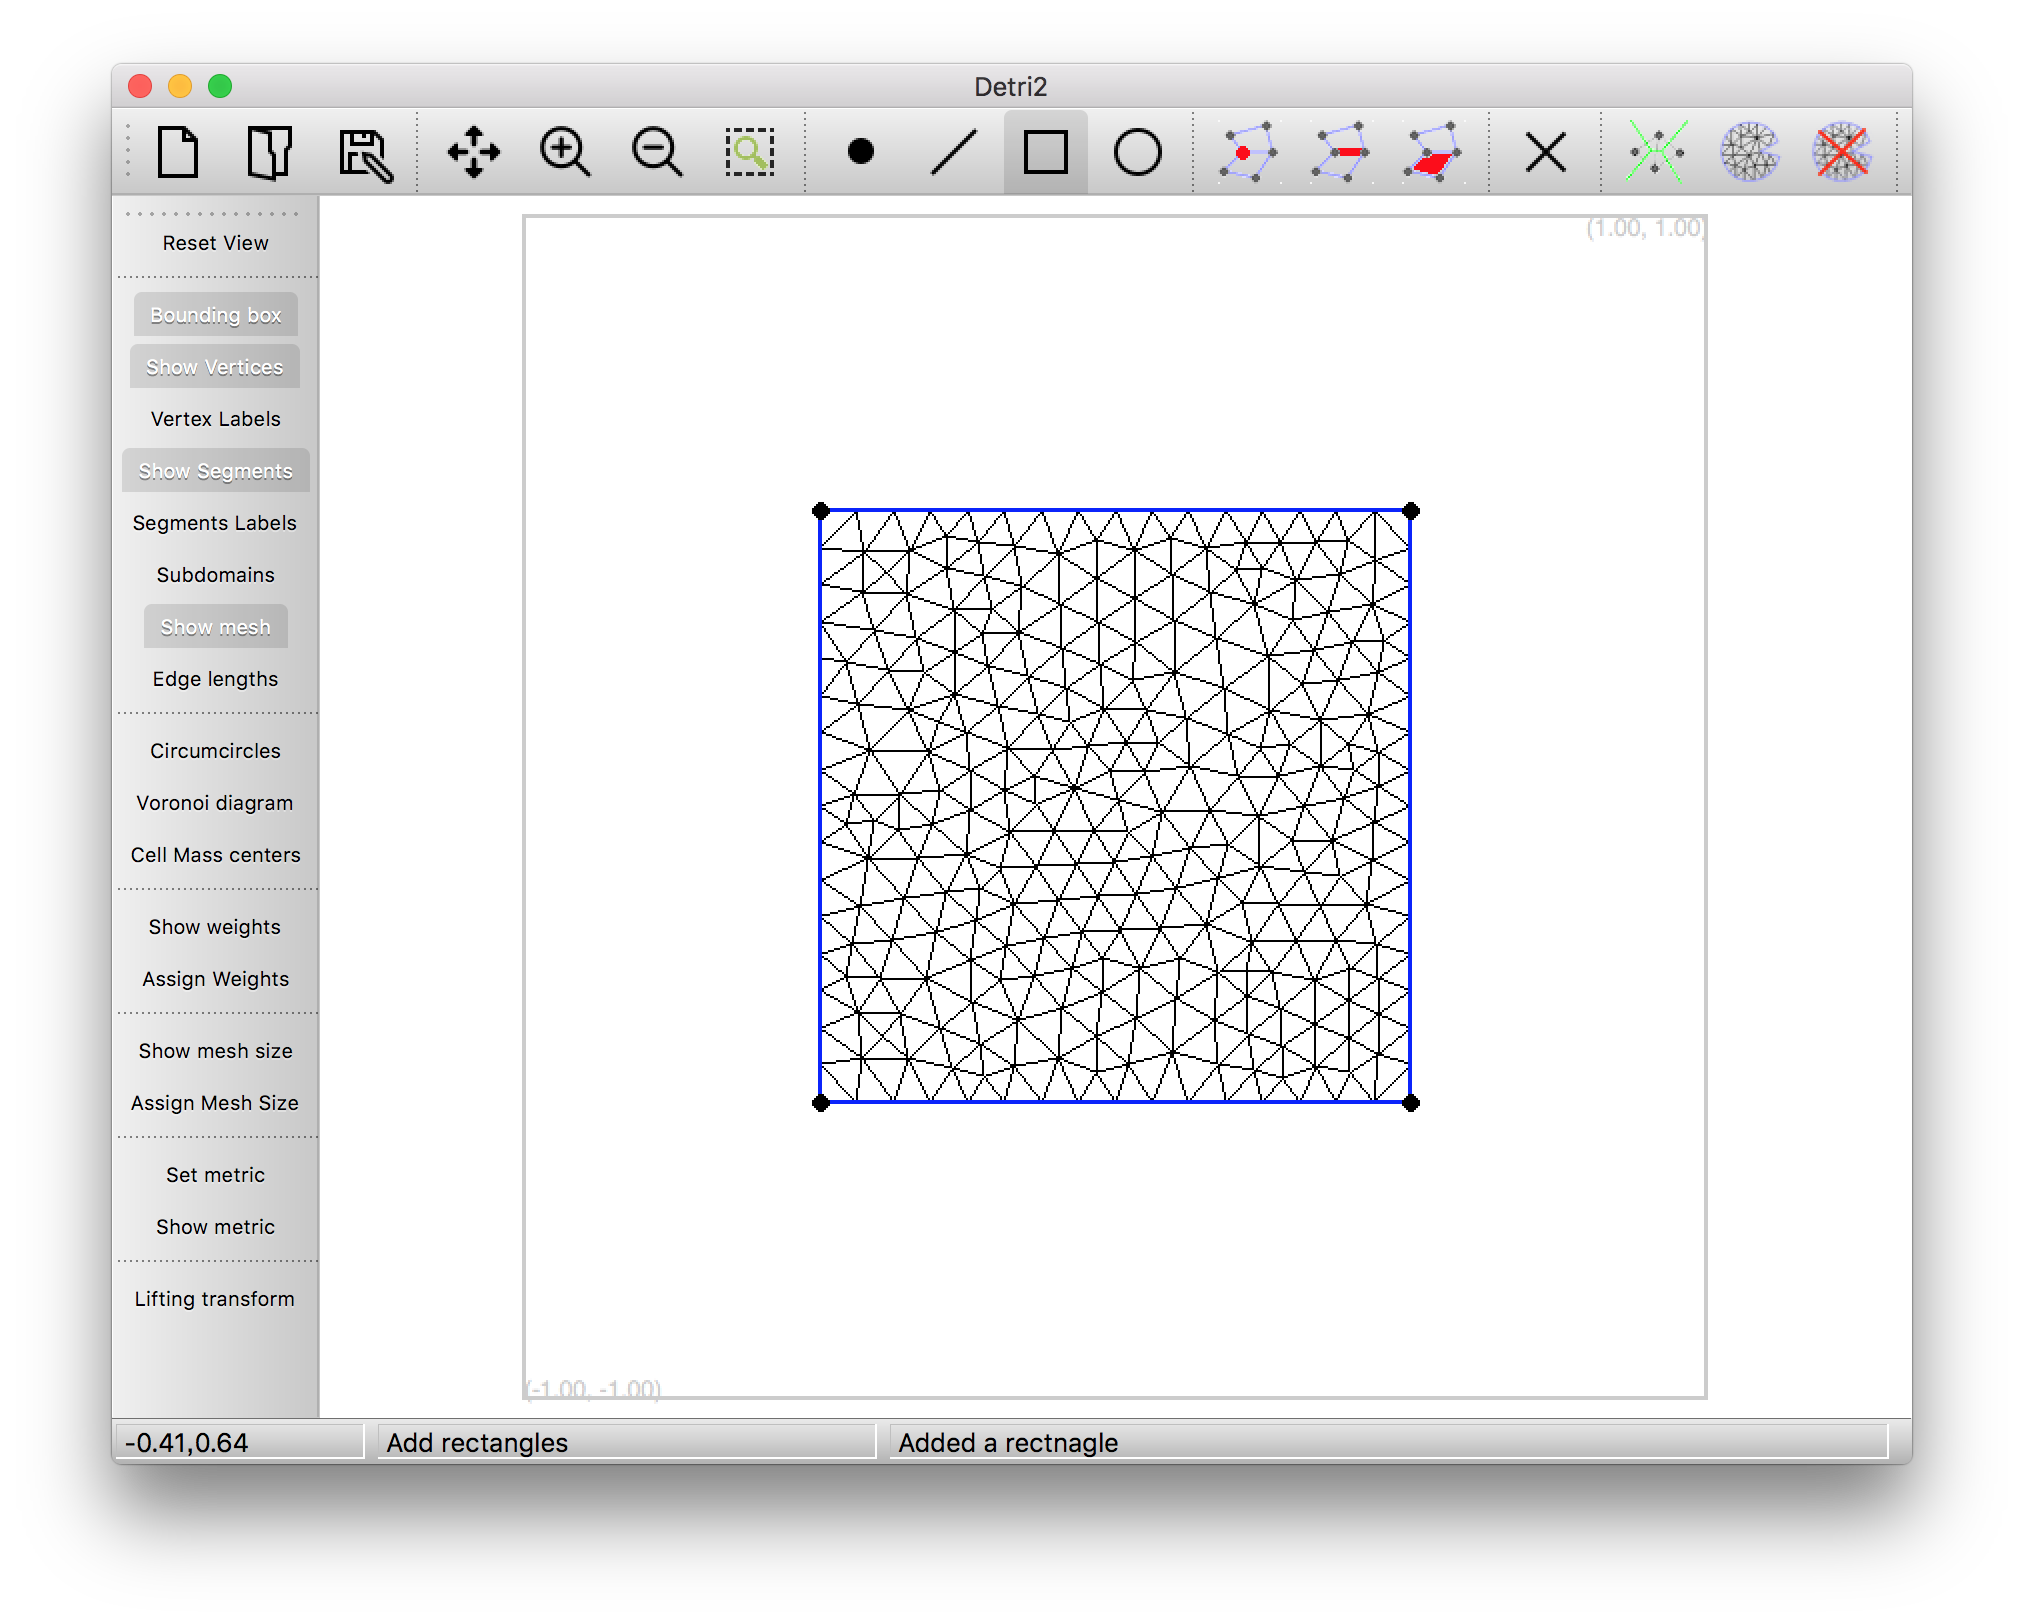 Detri2
Reset View
Bounding box
Show Vertices
Vertex Labels
Show Segments
Segments Labels
Subdomains
Show mesh
Edge lengths
Circumcircles
Voronoi diagram
Cell Mass centers
Show weights
Assign Weights
Show mesh size
Assign Mesh Size
Set metric
Show metric
Lifting transform
(1.00, 1.00)
(-1.00, -1.00)
-0.41,0.64
Add rectangles
Added a rectnagle